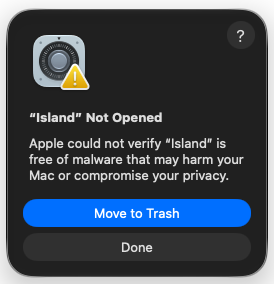 ?
“Island” Not Opened
Apple could not verify “Island” is
free of malware that may harm your
Mac or compromise your privacy.
Move to Trash
Done